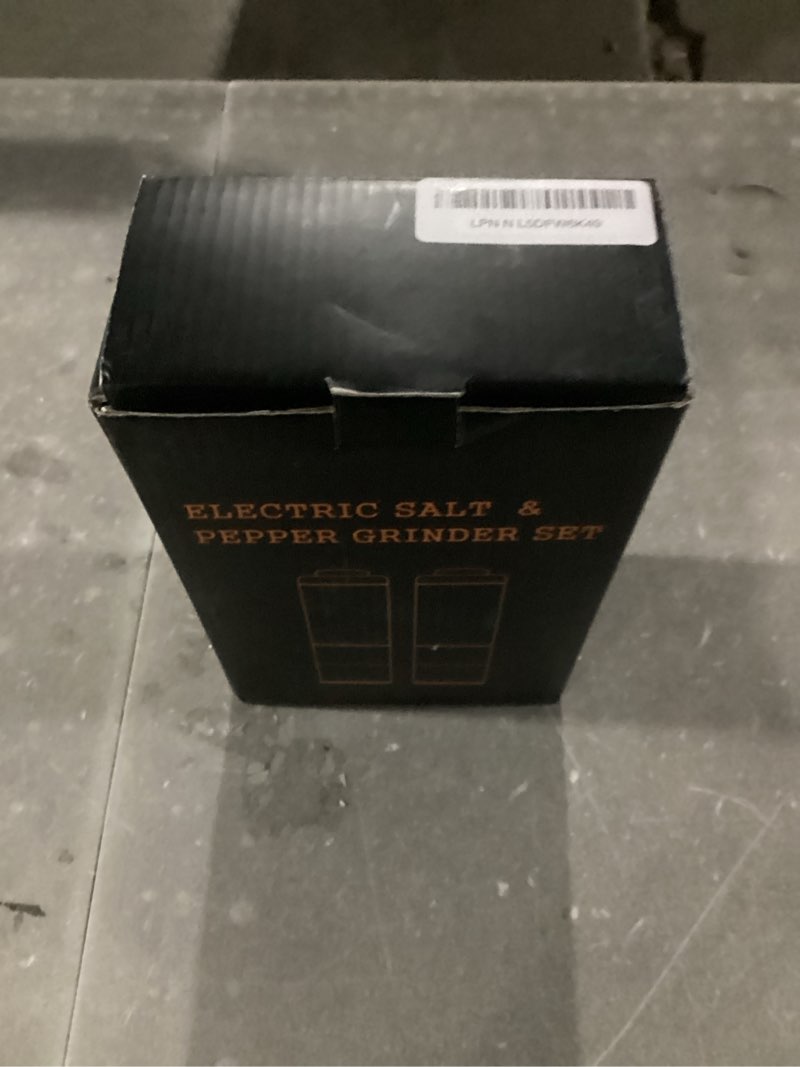 LPN N
ELECTRIC SALT &
PEPPER GRINDER SET